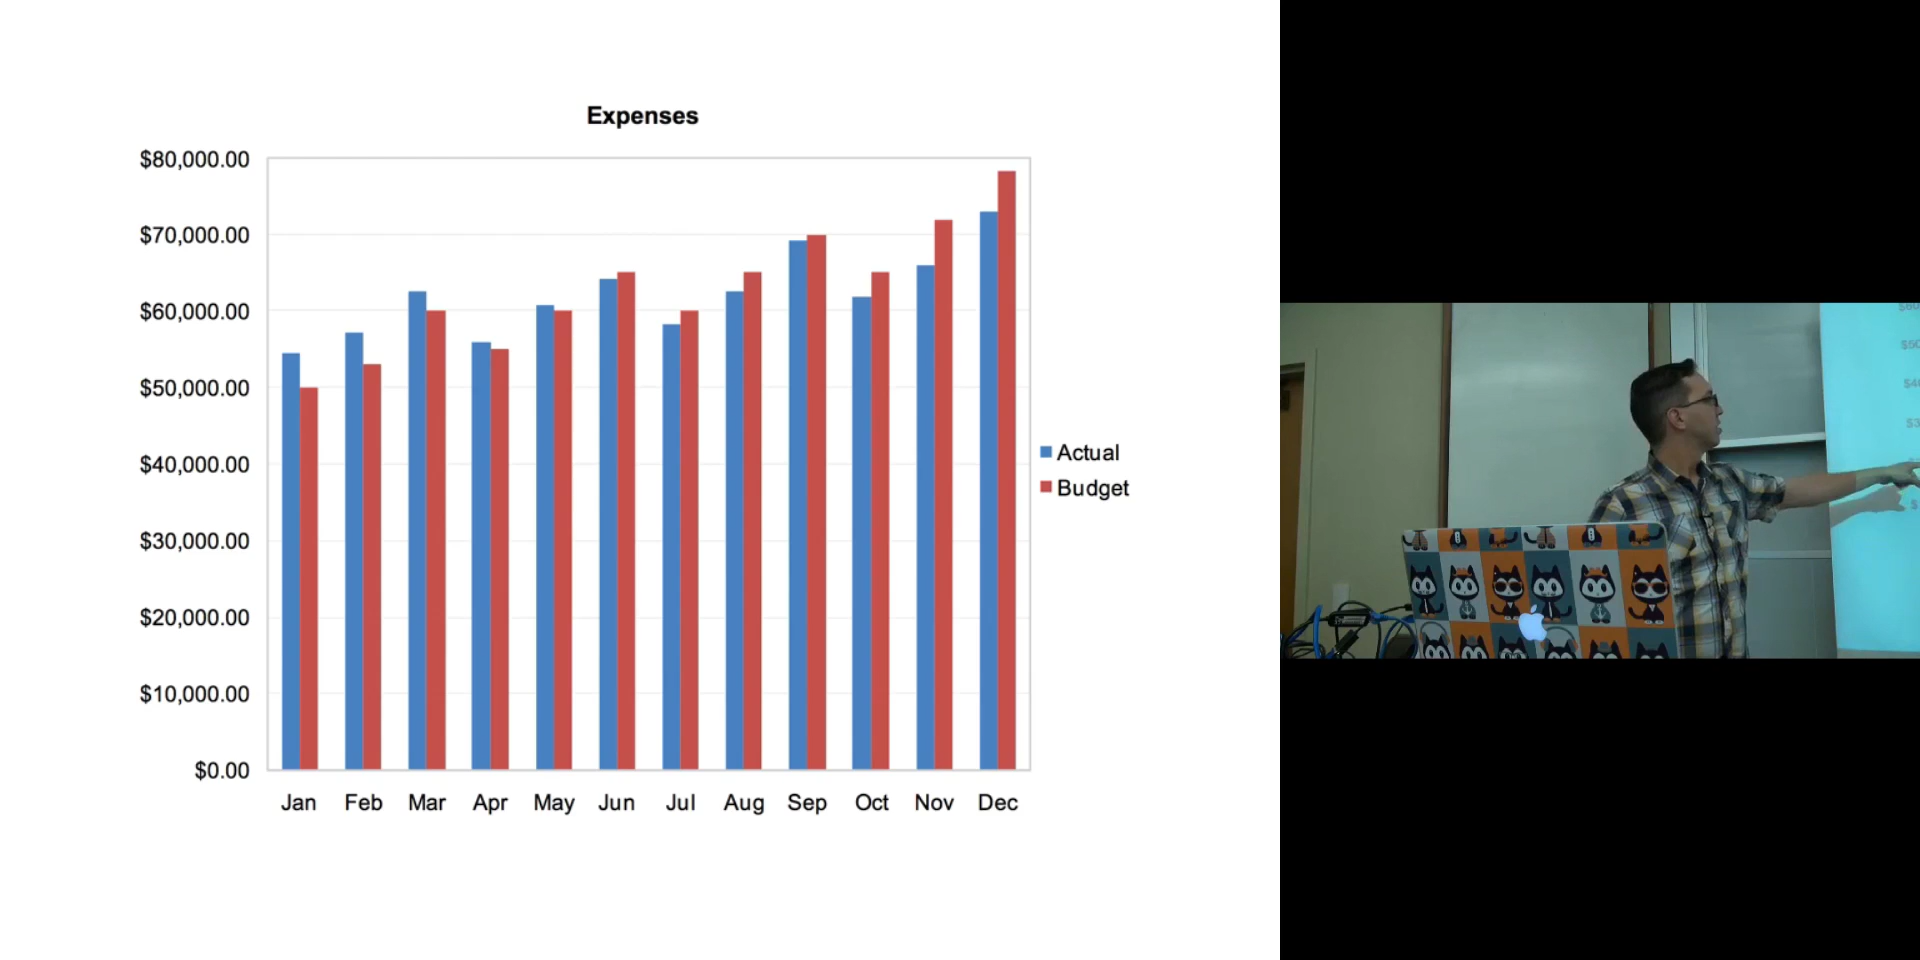 Expenses
$80,000.00
$70,000.00
$60,000.00
$50,000.00
$40,000.00
$30,000.00
$20,000.00
$10,000.00
$0.00
Jan Feb Mar Apr May Jun Jul Aug Sep Oct Nov Dec
Actual
Budget